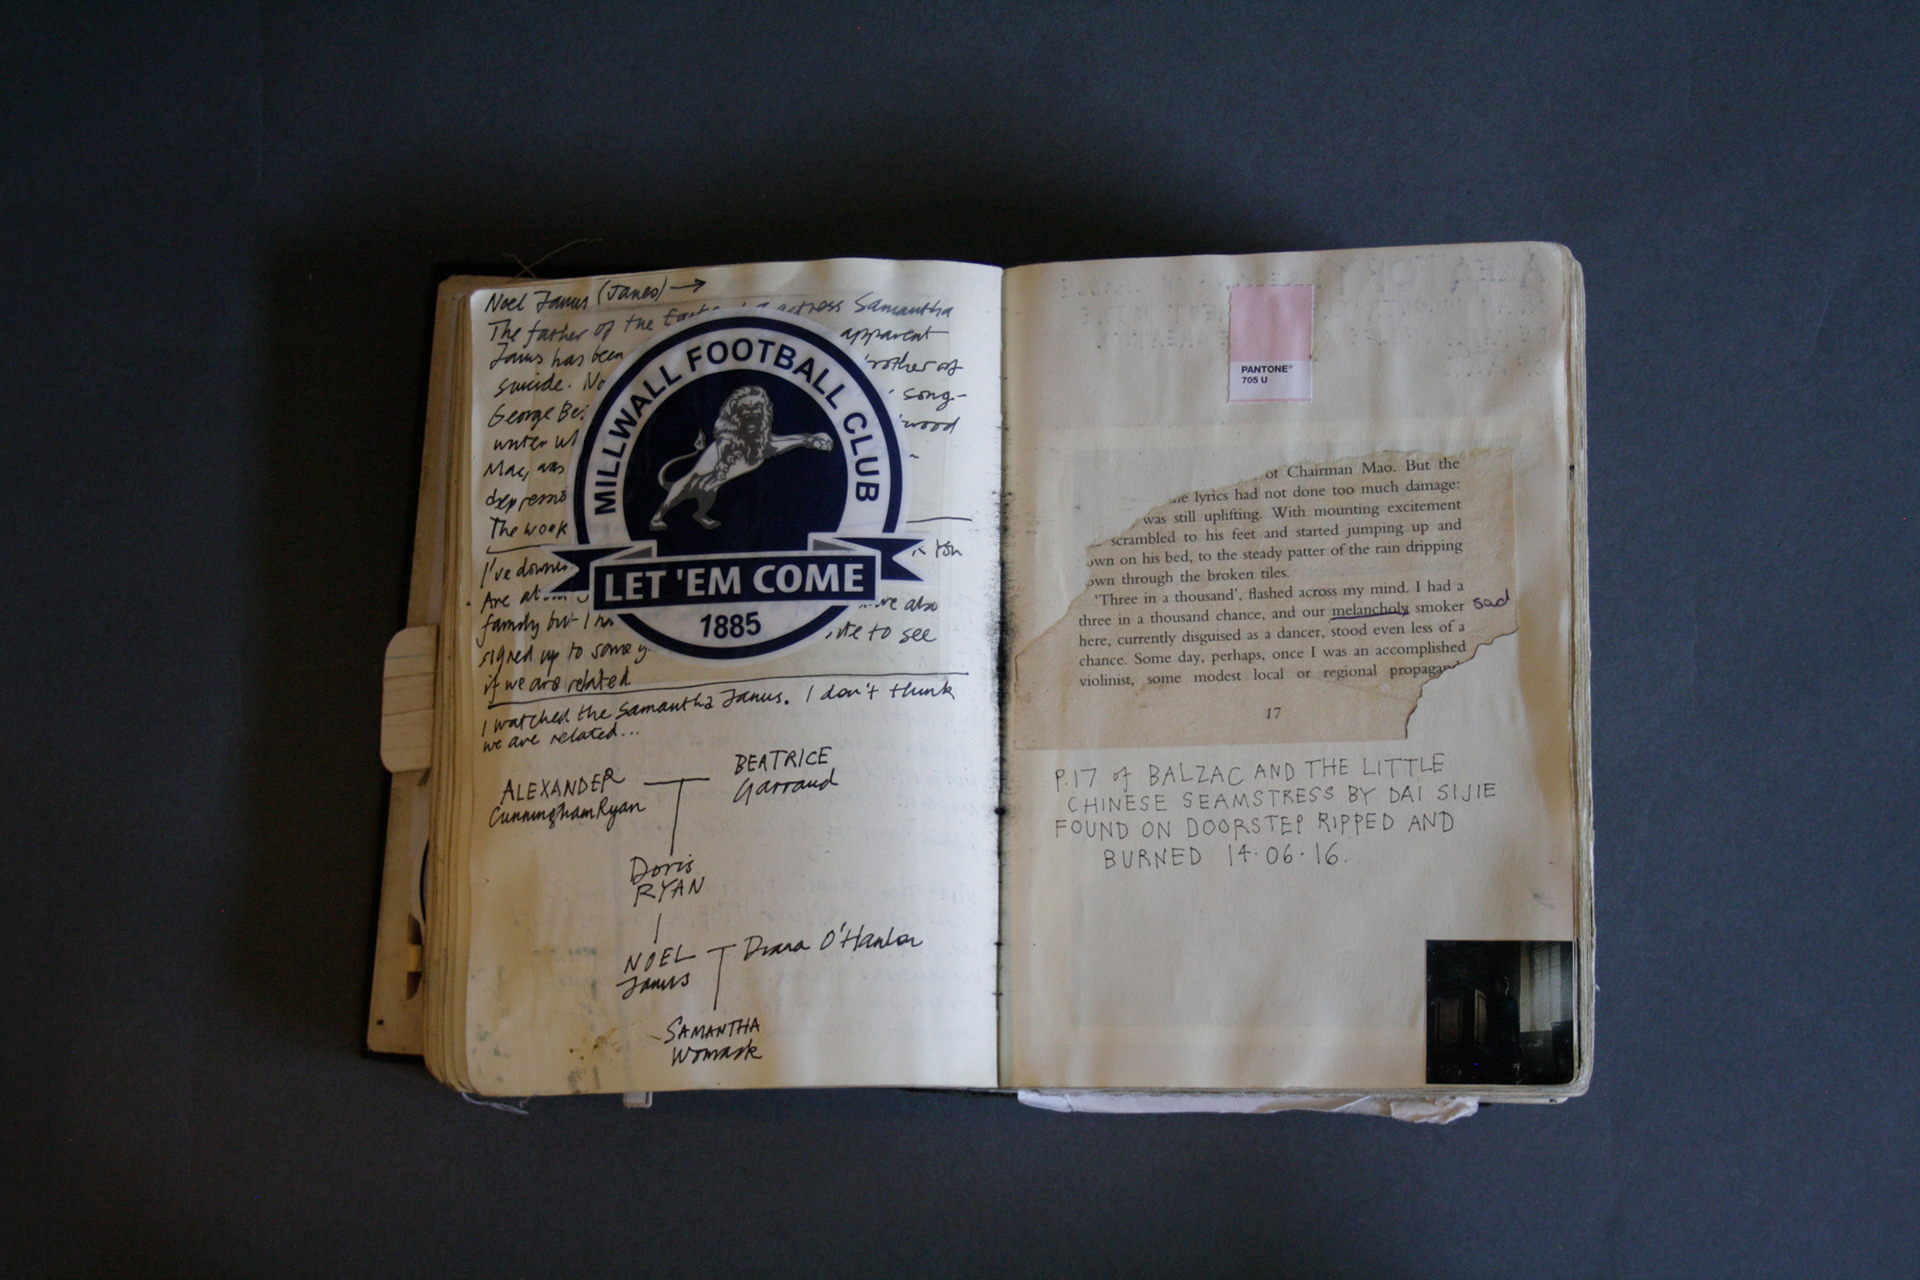 Noel Janus (Janes) →
The father of the actress Samantha
Janus has been apparent
suicide. brother of
George song-
writer wood
Mac, was
The week
I've You
Are
family but I also
signed up to some to see
if we are related
I watched the Samantha Janus. I don't think
we are related...
ALEXANDER
Cunningham Ryan
BEATRICE
Garraud
Doris
RYAN
NOEL
Janus
Diana O'Hanlon
SAMANTHA
Womack
MILLWALL FOOTBALL CLUB
LET 'EM COME
1885
PANTONE®
705 U
of Chairman Mao. But the
lyrics had not done too much damage:
was still uplifting. With mounting excitement
scrambled to his feet and started jumping up and
own on his bed, to the steady patter of the rain dripping
own through the broken tiles.
'Three in a thousand', flashed across my mind. I had a
three in a thousand chance, and our melancholy smoker sad
here, currently disguised as a dancer, stood even less of a
chance. Some day, perhaps, once I was an accomplished
violinist, some modest local or regional propagand
17
P.17 of BALZAC AND THE LITTLE
CHINESE SEAMSTRESS BY DAI SIJIE
FOUND ON DOORSTEP RIPPED AND
BURNED 14.06.16.